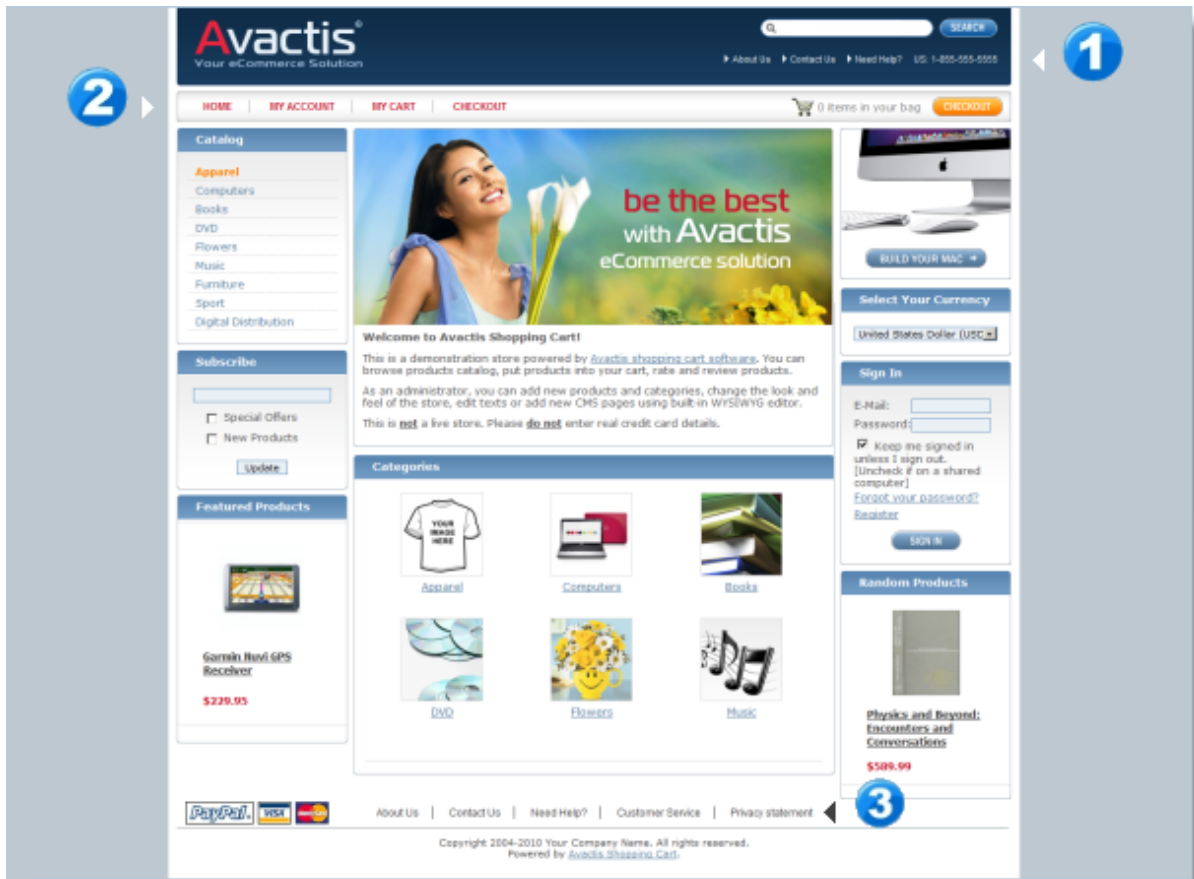 Avactis®
Your eCommerce Solution
SEARCH
About Us Contact Us Need Help? US: 1-855-555-5555
1
2
HOME MY ACCOUNT MY CART CHECKOUT
0 items in your bag CHECKOUT
Catalog
Apparel
Computers
Books
DVD
Flowers
Music
Furniture
Sport
Digital Distribution
Subscribe
Special Offers
New Products
Update
Featured Products
Garmin Nuvi GPS
Receiver
$229.95
be the best
with Avactis
eCommerce solution
Welcome to Avactis Shopping Cart!
This is a demonstration store powered by Avactis shopping cart software. You can
browse products catalog, put products into your cart, rate and review products.
As an administrator, you can add new products and categories, change the look and
feel of the store, edit texts or add new CMS pages using built-in WYSIWYG editor.
This is not a live store. Please do not enter real credit card details.
Categories
YOUR
IMAGE
HERE
Apparel Computers Books
DVD Flowers Music
BUILD YOUR MAC
Select Your Currency
United States Doller (USC
Sign In
E-Mail:
Password:
Keep me signed in
unless I sign out.
[Uncheck if on a shared
computer]
Forgot your password?
Register
SIGN IN
Random Products
Physics and Beyond:
Encounters and
Conversations
$589.99
PayPal. VISA
About Us | Contact Us | Need Help? | Customer Service | Privacy statement
3
Copyright 2004-2010 Your Company Name. All rights reserved.
Powered by Avactis Shopping Cart.